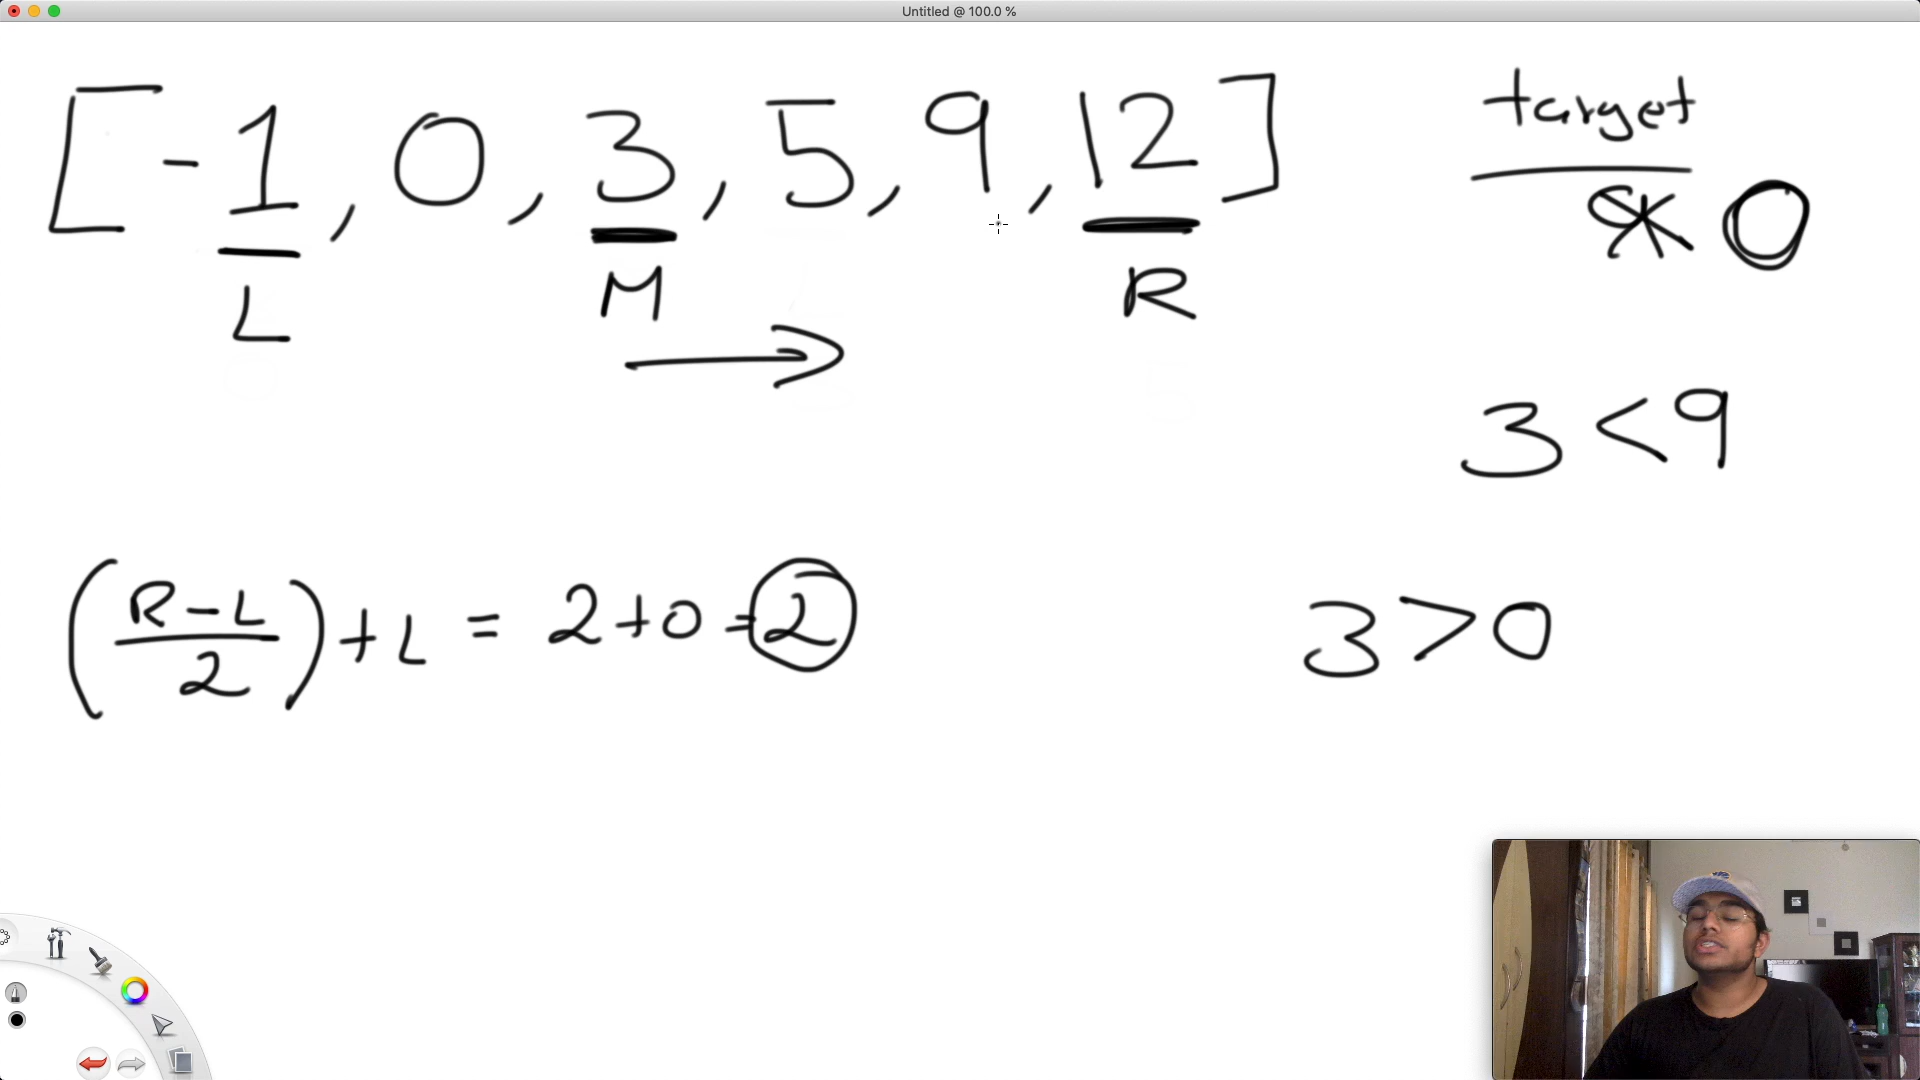 Untitled @ 100.0 %
[-1, 0, 3, 5, 9, 12]
L M R
target
0
3 < 9
(R-L/2) + L = 2 + 0 = 2
3 > 0